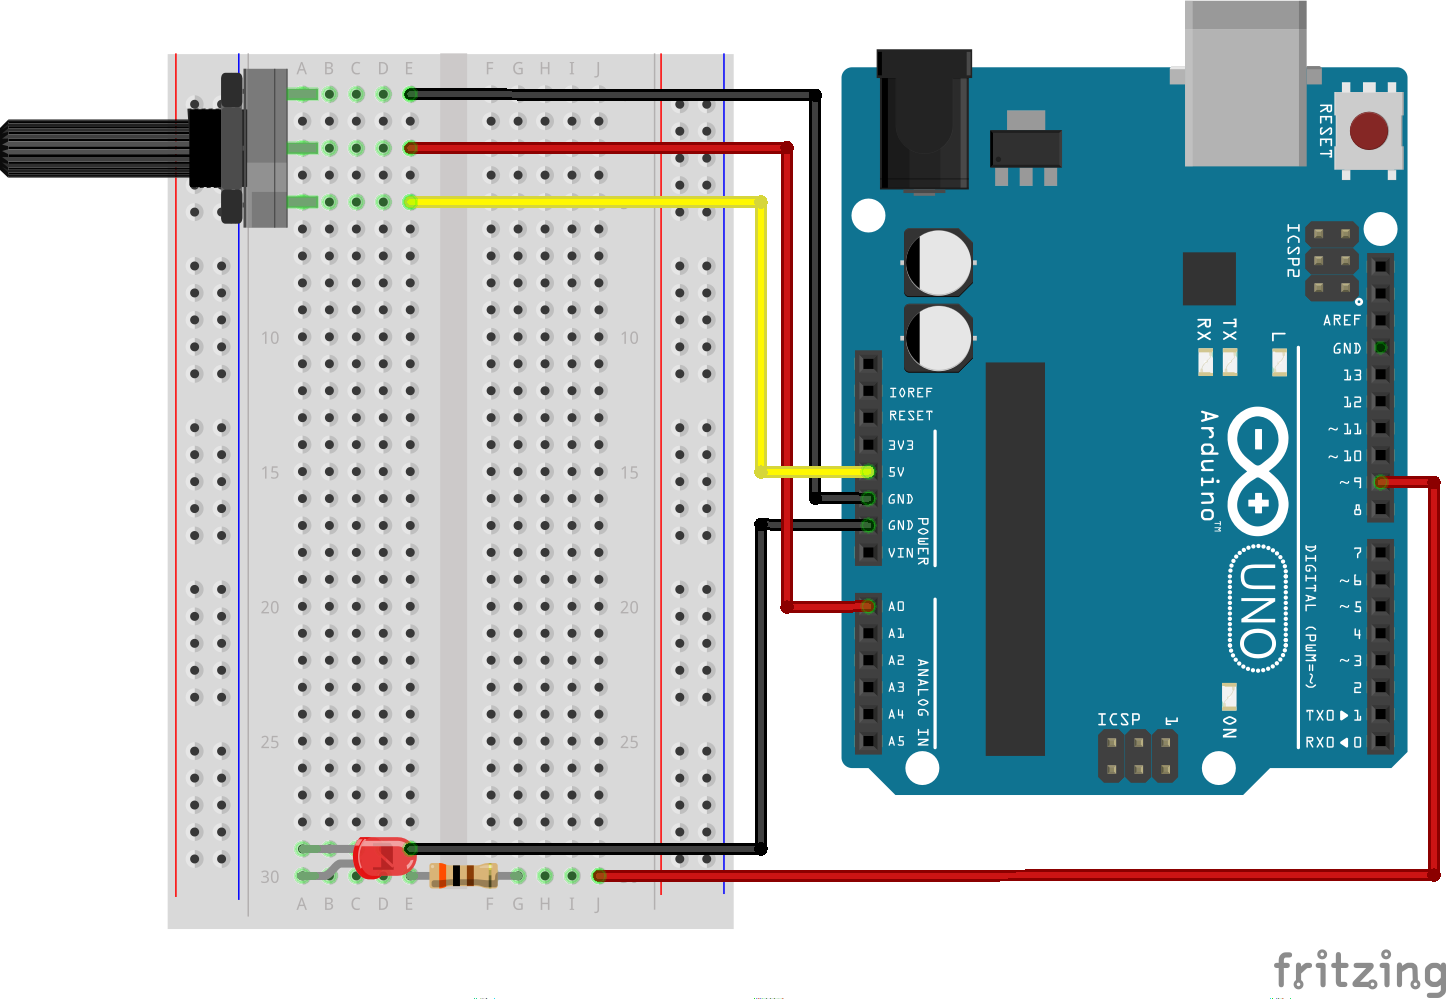 A B C D E F G H I J
10 10
15 15
20 20
25 25
30
A B C D E F G H I J
RESET
ICSP2
AREF
GND
13
12
~11
~10
~9
8
RX TX L
IOREF
RESET
3V3
5V
GND
GND
VIN
POWER
A0
A1
A2
A3
A4
A5
ANALOG IN
Arduino™
UNO
7
~6
~5
4
~3
2
TX0▶1
RX0◀0
DIGITAL (PWM=~)
ICSP 1
ON
fritzing